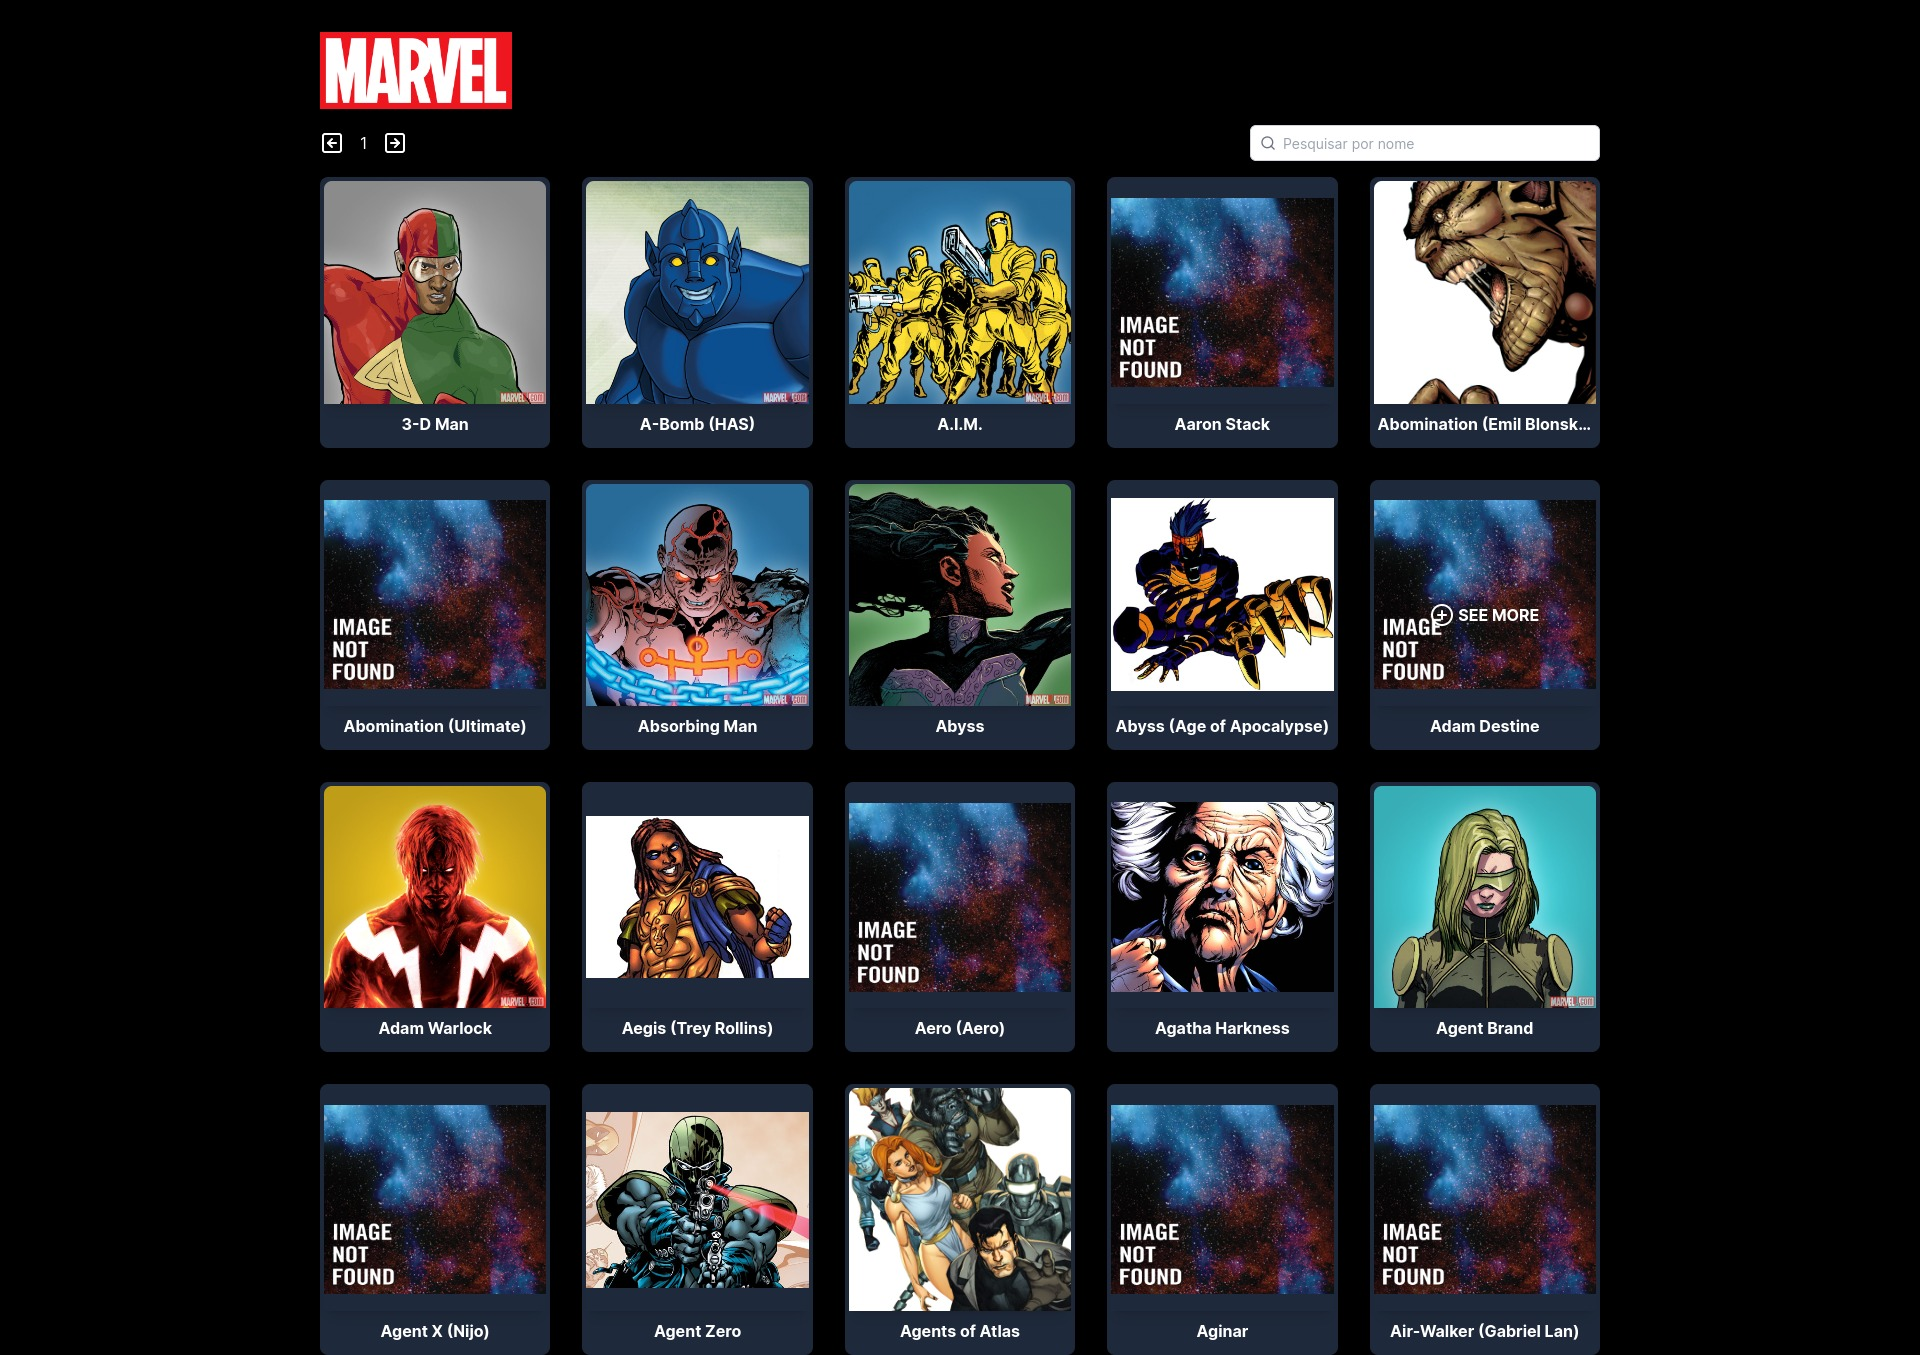 MARVEL
1
Pesquisar por nome
MARVEL .com
MARVEL .com
MARVEL .com
IMAGE
NOT
FOUND
3-D Man
A-Bomb (HAS)
A.I.M.
Aaron Stack
Abomination (Emil Blonsk...
IMAGE
NOT
FOUND
MARVEL .com
MARVEL .com
SEE MORE
IMAGE
NOT
FOUND
Abomination (Ultimate)
Absorbing Man
Abyss
Abyss (Age of Apocalypse)
Adam Destine
MARVEL .com
IMAGE
NOT
FOUND
MARVEL .com
Adam Warlock
Aegis (Trey Rollins)
Aero (Aero)
Agatha Harkness
Agent Brand
IMAGE
NOT
FOUND
IMAGE
NOT
FOUND
IMAGE
NOT
FOUND
Agent X (Nijo)
Agent Zero
Agents of Atlas
Aginar
Air-Walker (Gabriel Lan)